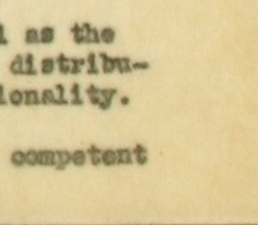 l as the
distribu-
ionality.
competent